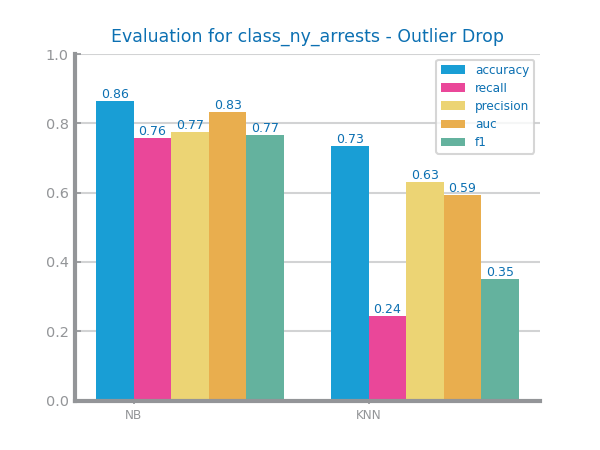 Evaluation for class_ny_arrests - Outlier Drop
1.0
0.8
0.6
0.4
0.2
0.0
0.86
0.76
0.77
0.83
0.77
0.73
0.24
0.63
0.59
0.35
accuracy
recall
precision
auc
f1
NB
KNN